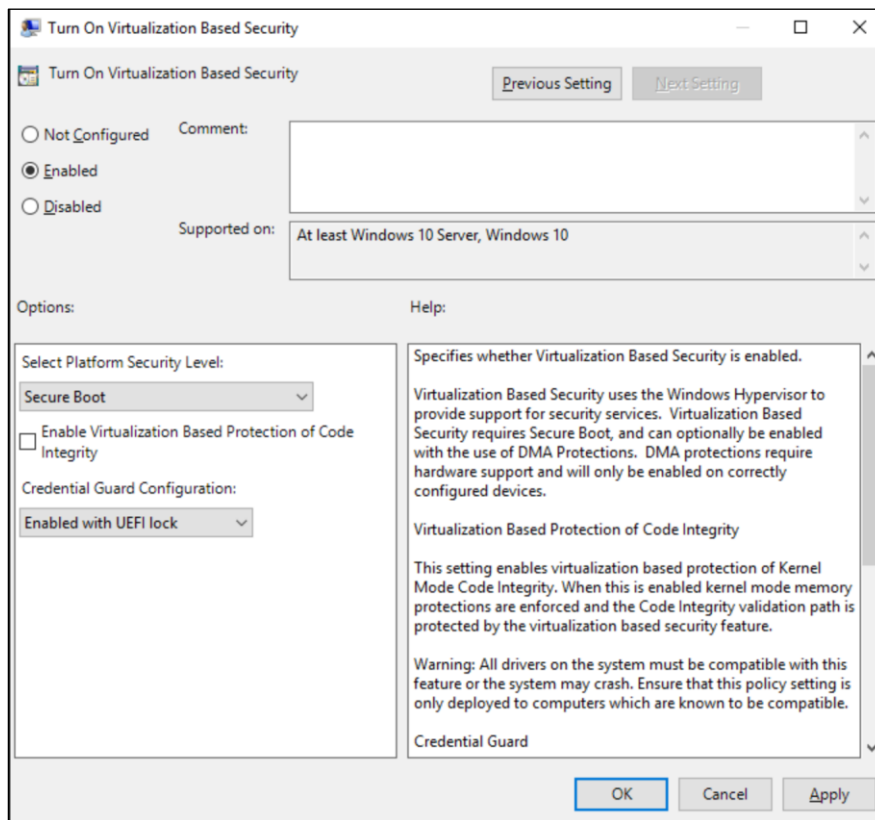 Turn On Virtualization Based Security
Turn On Virtualization Based Security
Previous Setting
Next Setting
Not Configured
Comment:
Enabled
Disabled
Supported on:
At least Windows 10 Server, Windows 10
Options:
Help:
Select Platform Security Level:
Secure Boot
Enable Virtualization Based Protection of Code
Integrity
Credential Guard Configuration:
Enabled with UEFI lock
Specifies whether Virtualization Based Security is enabled.
Virtualization Based Security uses the Windows Hypervisor to
provide support for security services. Virtualization Based
Security requires Secure Boot, and can optionally be enabled
with the use of DMA Protections. DMA protections require
hardware support and will only be enabled on correctly
configured devices.
Virtualization Based Protection of Code Integrity
This setting enables virtualization based protection of Kernel
Mode Code Integrity. When this is enabled kernel mode memory
protections are enforced and the Code Integrity validation path is
protected by the virtualization based security feature.
Warning: All drivers on the system must be compatible with this
feature or the system may crash. Ensure that this policy setting is
only deployed to computers which are known to be compatible.
Credential Guard
OK
Cancel
Apply